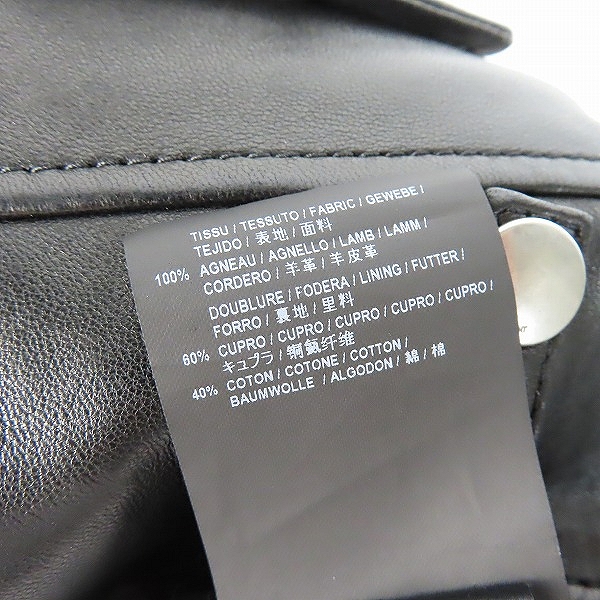 TISSU / TESSUTO / FABRIC / GEWEBE /
TEJIDO / 表地 / 面料
100% AGNEAU / AGNELLO / LAMB / LAMM /
CORDERO / 羊革 / 羊皮革
DOUBLURE / FODERA / LINING / FUTTER /
FORRO / 裏地 / 里料
60% CUPRO / CUPRO / CUPRO / CUPRO / CUPRO /
キュプラ / 铜氨纤维
40% COTON / COTONE / COTTON /
BAUMWOLLE / ALGODON / 綿 / 棉